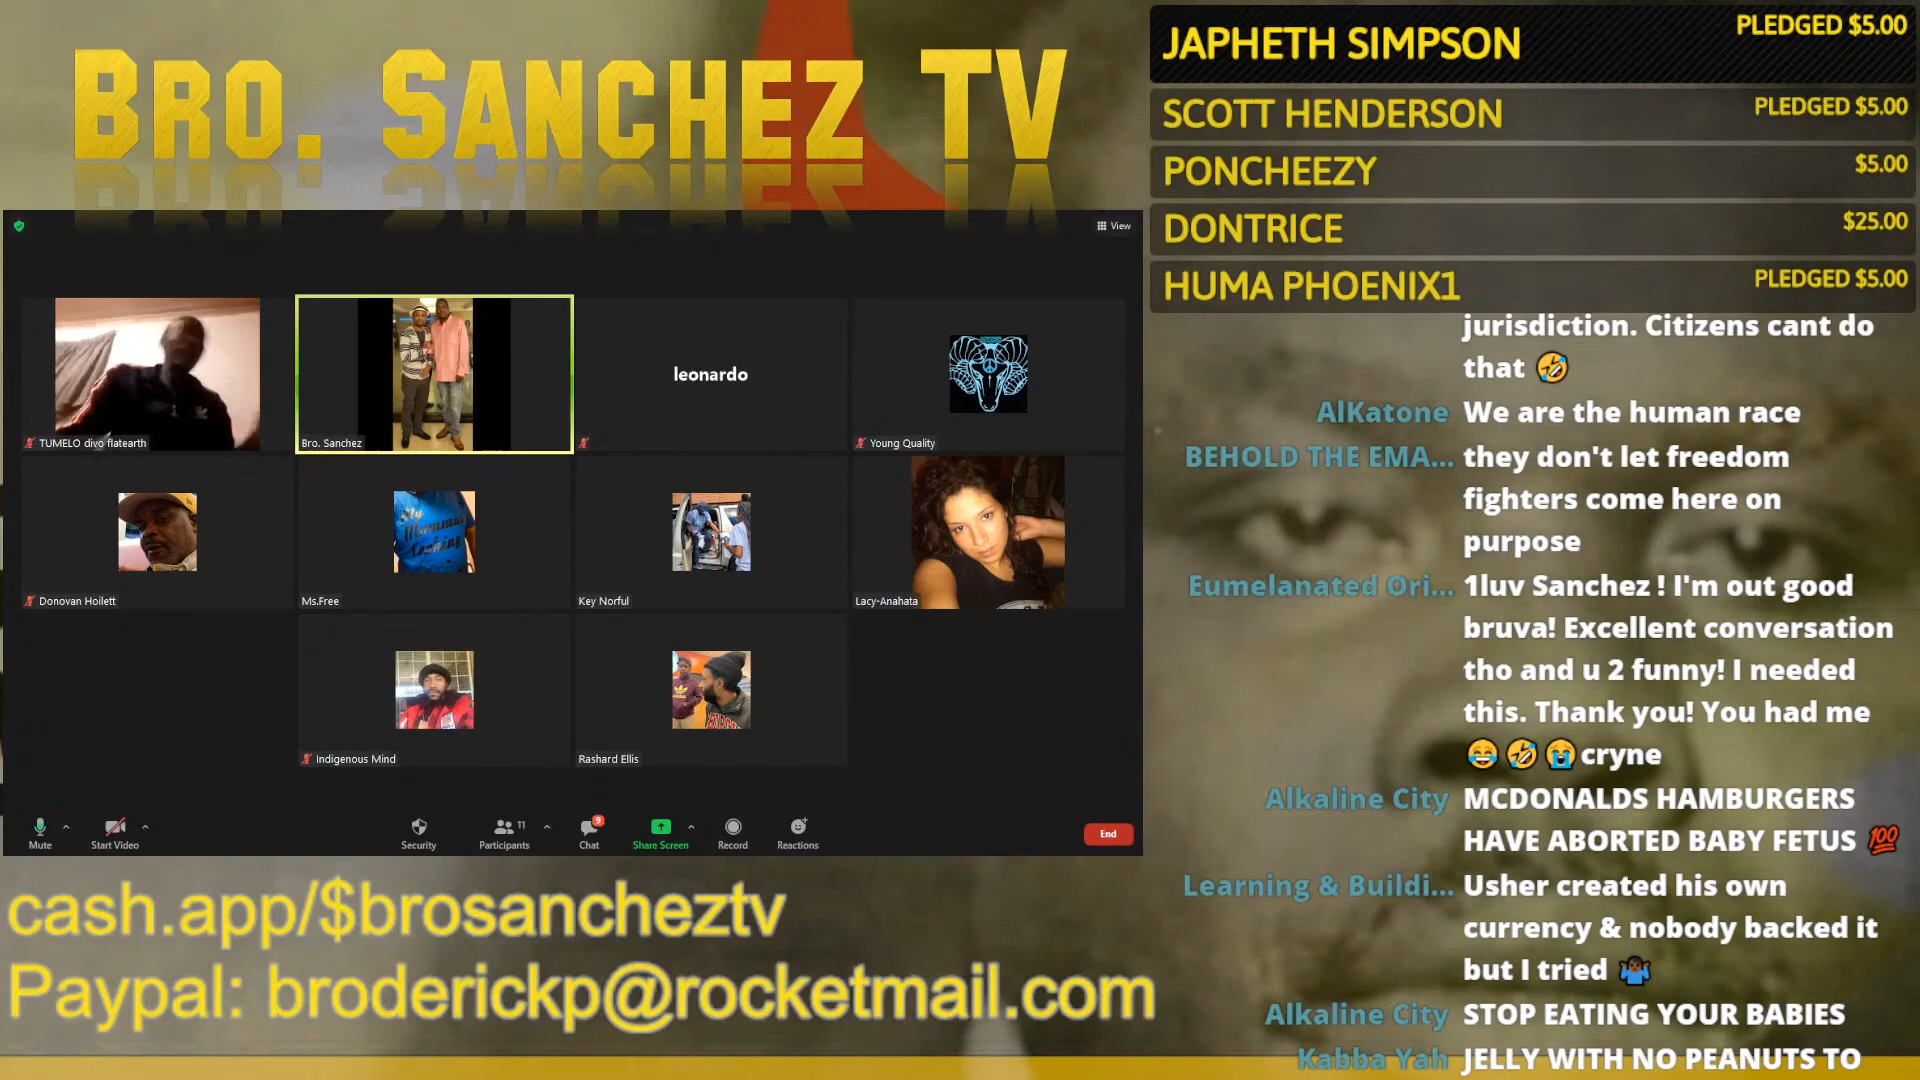 BRO. SANCHEZ TV
View
TUMELO divo flatearth
Bro. Sanchez
leonardo
Young Quality
Donovan Hoilett
Ms.Free
My Mamma's Cooking
Key Norful
Lacy-Anahata
Indigenous Mind
Rashard Ellis
Mute
Start Video
Security
11
Participants
9
Chat
Share Screen
Record
Reactions
End
cash.app/$brosancheztv
Paypal: broderickp@rocketmail.com
JAPHETH SIMPSON PLEDGED $5.00
SCOTT HENDERSON PLEDGED $5.00
PONCHEEZY $5.00
DONTRICE $25.00
HUMA PHOENIX1 PLEDGED $5.00
jurisdiction. Citizens cant do
that 🤣
AlKatone We are the human race
BEHOLD THE EMA... they don't let freedom
fighters come here on
purpose
Eumelanated Ori... 1luv Sanchez ! I'm out good
bruva! Excellent conversation
tho and u 2 funny! I needed
this. Thank you! You had me
😂 🤣 😭 cryne
Alkaline City MCDONALDS HAMBURGERS
HAVE ABORTED BABY FETUS 💯
Learning & Buildi... Usher created his own
currency & nobody backed it
but I tried 🤷🏾‍♂️
Alkaline City STOP EATING YOUR BABIES
Kabba Yah JELLY WITH NO PEANUTS TO